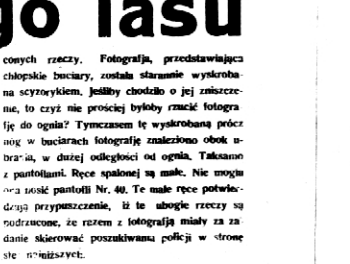 go lasu
conych rzeczy. Fotografja, przedstawiająca
chłopskie buciary, została starannie wyskroba-
na scyzorykiem. Jeśliby chodziło o jej zniszcze-
nie, to czyż nie prościej byłoby rzucić fotogra-
fję do ognia? Tymczasem tę wyskrobaną prócz
nóg w buciarach fotografję znaleziono obok u-
brania, w dużej odległości od ognia. Taksamo
z pantoflami. Ręce spalonej są małe. Nie mogła
ona nosić pantofli Nr. 40. Te małe ręce potwier-
dzają przypuszczenie, iż te ubogie rzeczy są
podrzucone, że razem z fotografją miały za za-
danie skierować poszukiwania policji w stronę